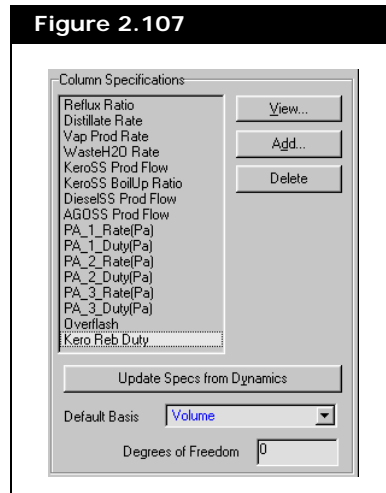 Figure 2.107
Column Specifications
Reflux Ratio
Distillate Rate
Vap Prod Rate
WasteH2O Rate
KeroSS Prod Flow
KeroSS BoilUp Ratio
DieselSS Prod Flow
AGOSS Prod Flow
PA_1_Rate(Pa)
PA_1_Duty(Pa)
PA_2_Rate(Pa)
PA_2_Duty(Pa)
PA_3_Rate(Pa)
PA_3_Duty(Pa)
Overflash
Kero Reb Duty
View...
Add...
Delete
Update Specs from Dynamics
Default Basis Volume
Degrees of Freedom 0